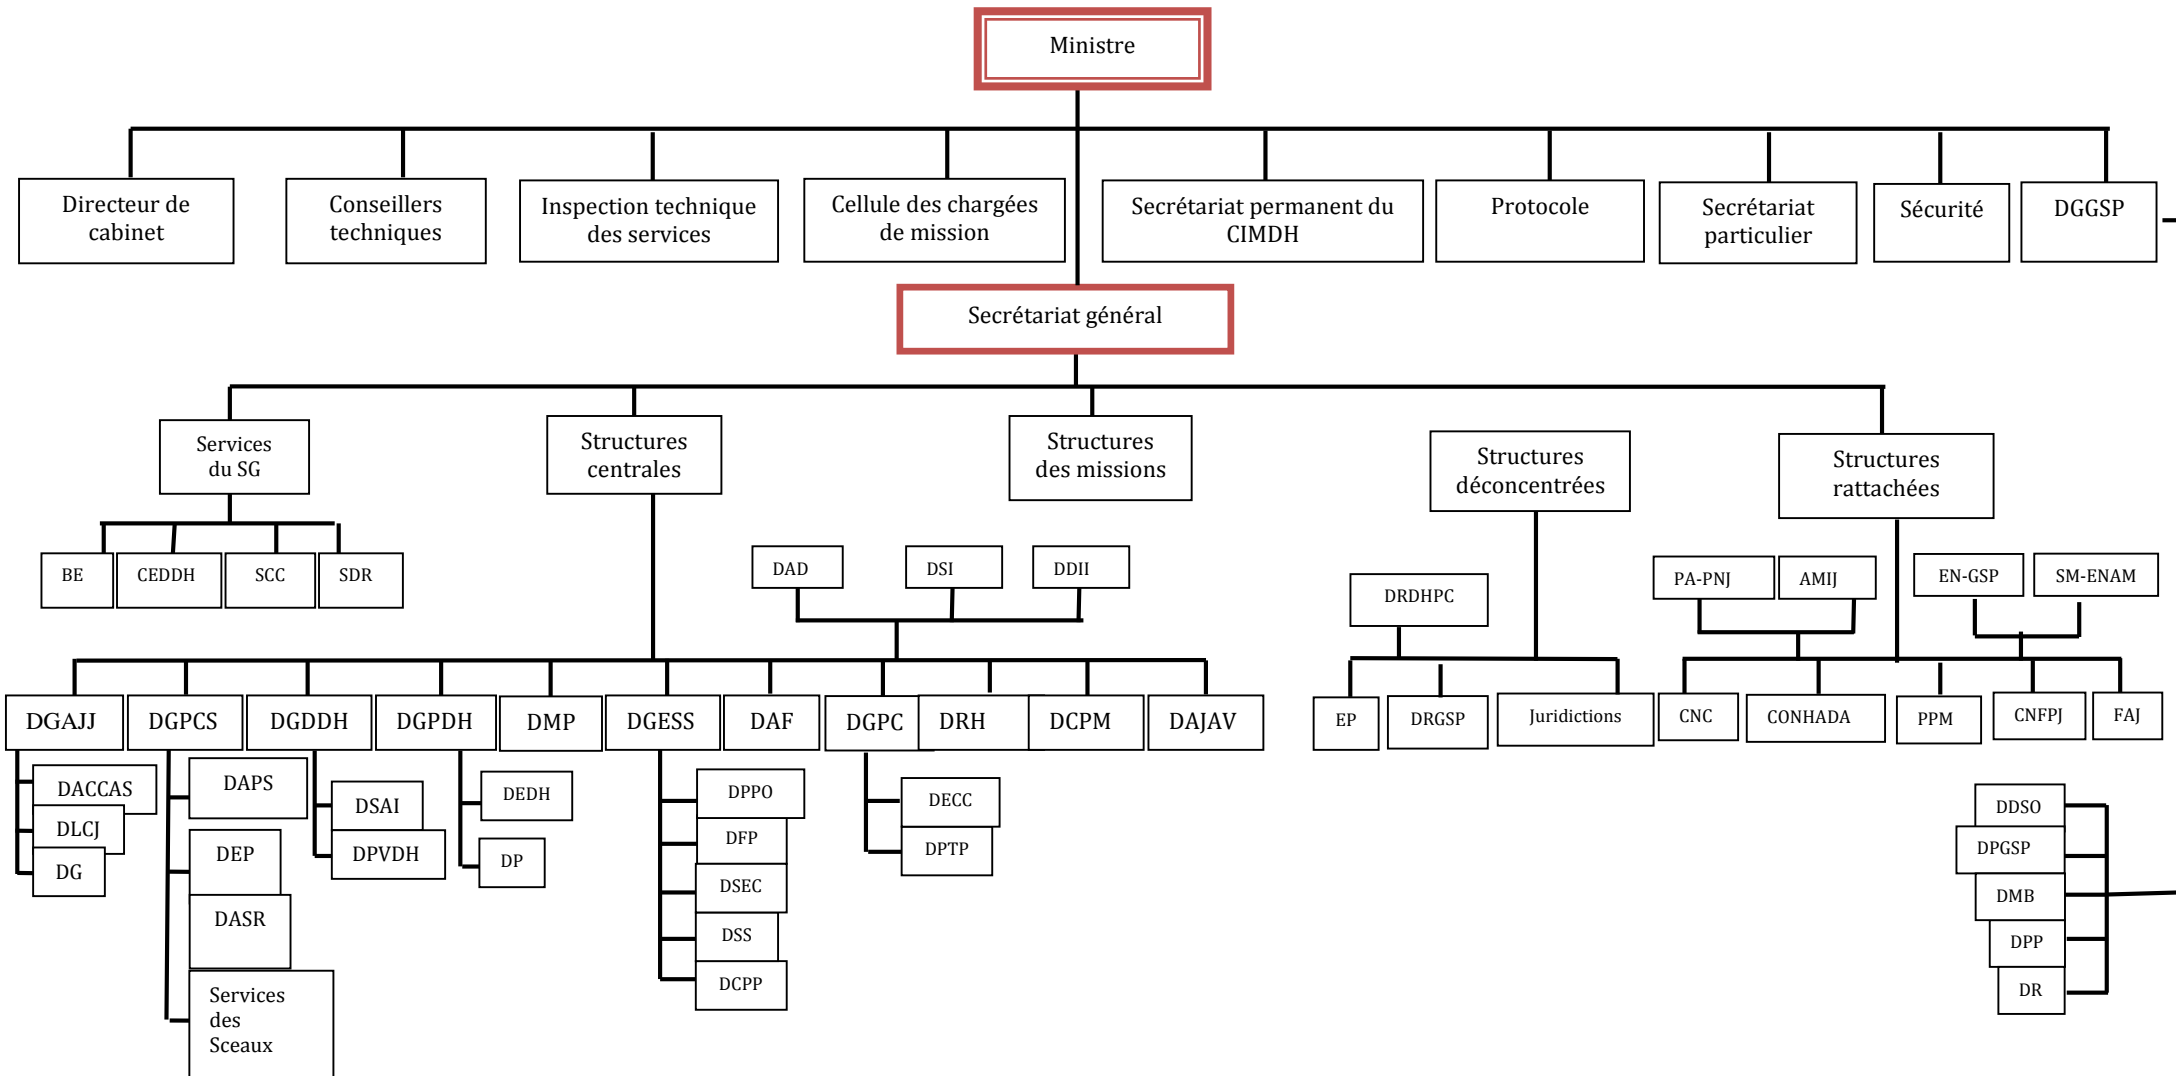 Ministre
Directeur de
cabinet
Conseillers
techniques
Inspection technique
des services
Cellule des chargées
de mission
Secrétariat permanent du
CIMDH
Protocole
Secrétariat
particulier
Sécurité
DGGSP
Secrétariat général
Services
du SG
Structures
centrales
Structures
des missions
Structures
déconcentrées
Structures
rattachées
BE
CEDDH
SCC
SDR
DAD
DSI
DDII
DRDHPC
PA-PNJ
AMIJ
EN-GSP
SM-ENAM
DGAJJ
DGPCS
DGDDH
DGPDH
DMP
DGESS
DAF
DGPC
DRH
DCPM
DAJAV
EP
DRGSP
Juridictions
CNC
CONHADA
PPM
CNFPJ
FAJ
DACCAS
DLCJ
DG
DAPS
DEP
DASR
Services
des
Sceaux
DSAI
DPVDH
DEDH
DP
DPPO
DFP
DSEC
DSS
DCPP
DECC
DPTP
DDSO
DPGSP
DMB
DPP
DR